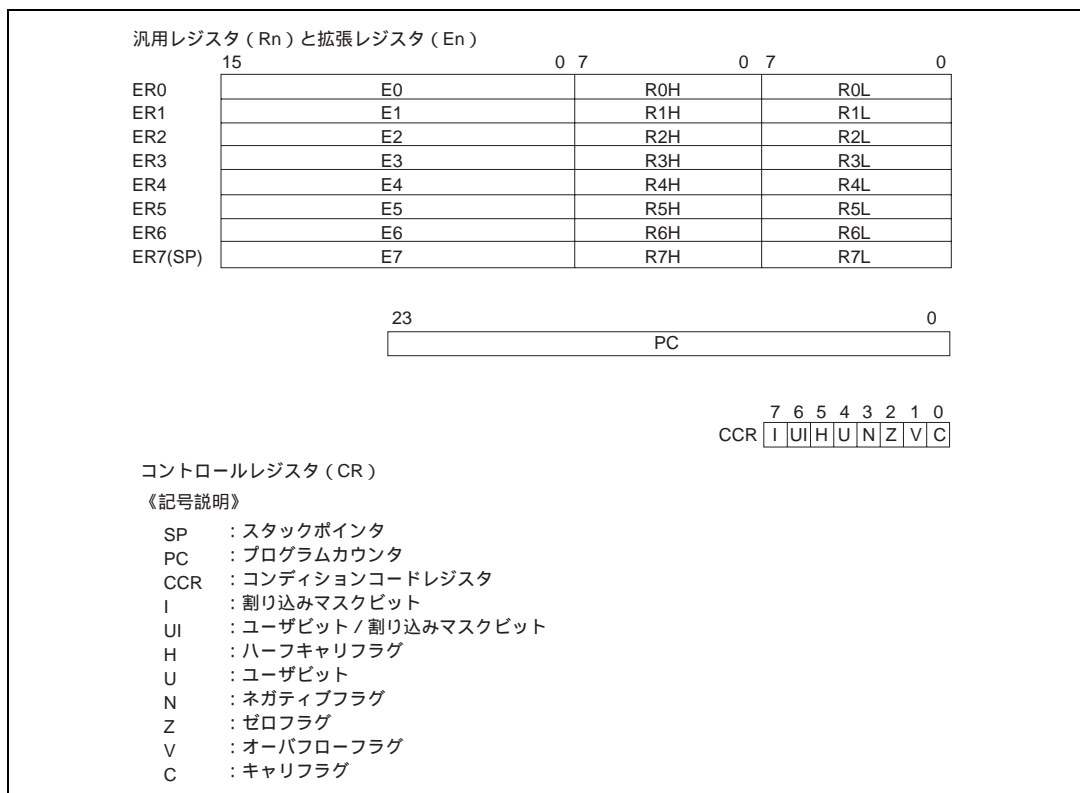 汎用レジスタ（Rn）と拡張レジスタ（En）
15 0 7 0 7 0
ER0 E0 R0H R0L
ER1 E1 R1H R1L
ER2 E2 R2H R2L
ER3 E3 R3H R3L
ER4 E4 R4H R4L
ER5 E5 R5H R5L
ER6 E6 R6H R6L
ER7(SP) E7 R7H R7L
23 0
PC
7 6 5 4 3 2 1 0
CCR I UI H U N Z V C
コントロールレジスタ（CR）
《記号説明》
SP ：スタックポインタ
PC ：プログラムカウンタ
CCR ：コンディションコードレジスタ
I ：割り込みマスクビット
UI ：ユーザビット / 割り込みマスクビット
H ：ハーフキャリフラグ
U ：ユーザビット
N ：ネガティブフラグ
Z ：ゼロフラグ
V ：オーバフローフラグ
C ：キャリフラグ